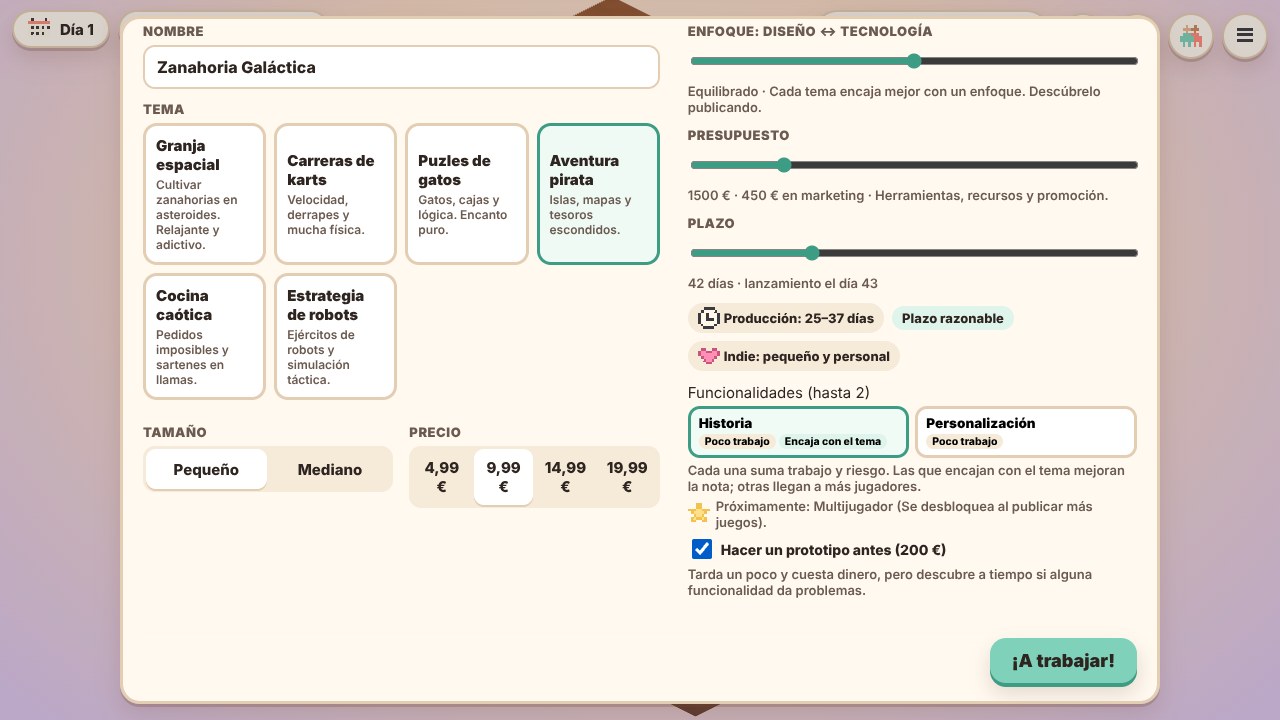 Día 1
NOMBRE
Zanahoria Galáctica
TEMA
Granja
espacial
Cultivar
zanahorias en
asteroides.
Relajante y
adictivo.
Carreras de
karts
Velocidad,
derrapes y
mucha física.
Puzles de
gatos
Gatos, cajas y
lógica. Encanto
puro.
Aventura
pirata
Islas, mapas y
tesoros
escondidos.
Cocina
caótica
Pedidos
imposibles y
sartenes en
llamas.
Estrategia
de robots
Ejércitos de
robots y
simulación
táctica.
TAMAÑO
Pequeño
Mediano
PRECIO
4,99
€
9,99
€
14,99
€
19,99
€
ENFOQUE: DISEÑO ↔ TECNOLOGÍA
Equilibrado · Cada tema encaja mejor con un enfoque. Descúbrelo
publicando.
PRESUPUESTO
1500 € · 450 € en marketing · Herramientas, recursos y promoción.
PLAZO
42 días · lanzamiento el día 43
Producción: 25–37 días
Plazo razonable
Indie: pequeño y personal
Funcionalidades (hasta 2)
Historia
Poco trabajo
Encaja con el tema
Personalización
Poco trabajo
Cada una suma trabajo y riesgo. Las que encajan con el tema mejoran
la nota; otras llegan a más jugadores.
Próximamente: Multijugador (Se desbloquea al publicar más
juegos).
Hacer un prototipo antes (200 €)
Tarda un poco y cuesta dinero, pero descubre a tiempo si alguna
funcionalidad da problemas.
¡A trabajar!